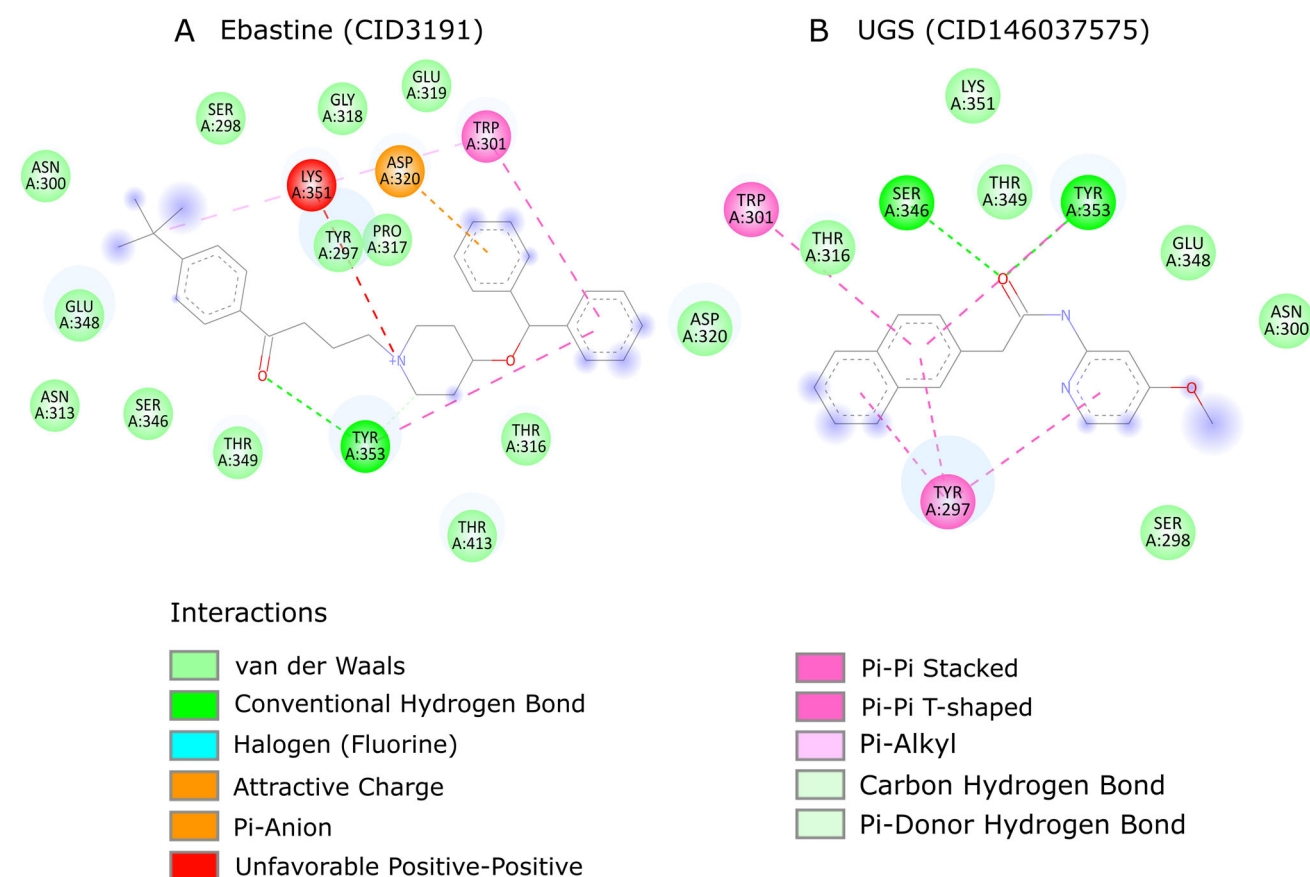 A Ebastine (CID3191)
B UGS (CID146037575)
GLU
A:319
GLY
A:318
SER
A:298
TRP
A:301
ASN
A:300
LYS
A:351
ASP
A:320
TYR
A:297
PRO
A:317
GLU
A:348
+N
O
O
ASN
A:313
SER
A:346
THR
A:349
TYR
A:353
THR
A:316
THR
A:413
LYS
A:351
THR
A:349
SER
A:346
TYR
A:353
TRP
A:301
THR
A:316
GLU
A:348
ASP
A:320
ASN
A:300
O
N
N
O
TYR
A:297
SER
A:298
Interactions
van der Waals
Conventional Hydrogen Bond
Halogen (Fluorine)
Attractive Charge
Pi-Anion
Unfavorable Positive-Positive
Pi-Pi Stacked
Pi-Pi T-shaped
Pi-Alkyl
Carbon Hydrogen Bond
Pi-Donor Hydrogen Bond